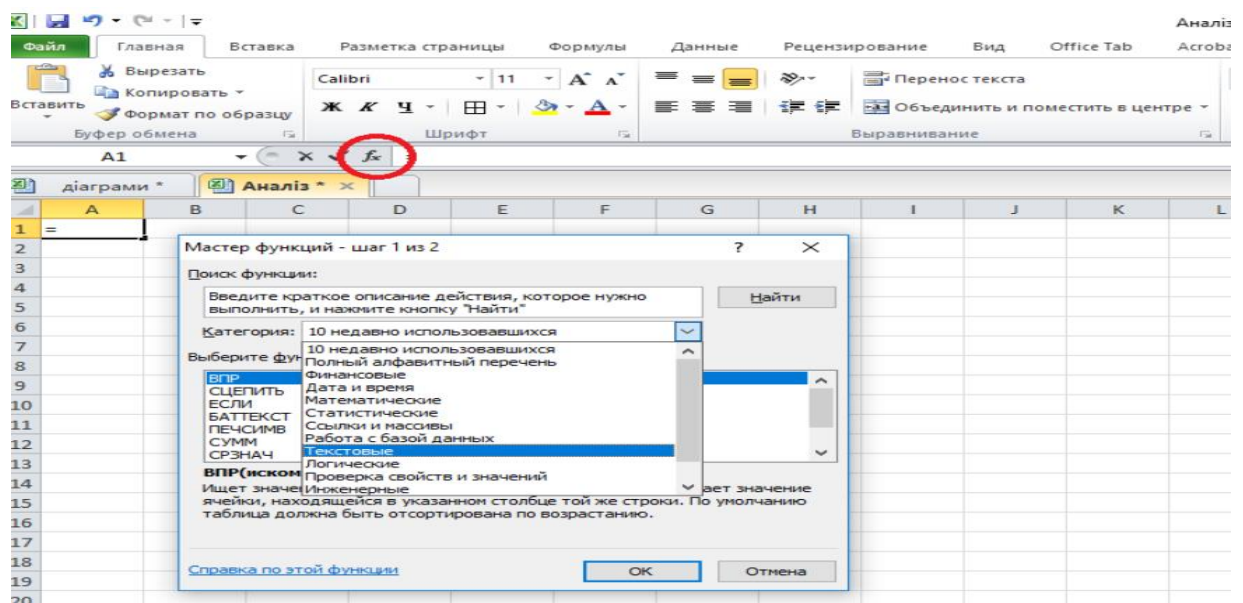 Аналіз
Файл Главная Вставка Разметка страницы Формулы Данные Рецензирование Вид Office Tab Acroba
Вырезать
Calibri 11 A A Перенос текста
Копировать
Вставить
Формат по образцу
Ж К Ч Объединить и поместить в центре
Буфер обмена Шрифт Выравнивание
A1 fx =
діаграми * Аналіз *
A B C D E F G H I J K L
1 =
2 Мастер функций - шаг 1 из 2 ?
3 Поиск функции:
4 Введите краткое описание действия, которое нужно Найти
5 выполнить, и нажмите кнопку "Найти"
6 Категория: 10 недавно использовавшихся
7 10 недавно использовавшихся
8 Выберите фун Полный алфавитный перечень
ВПР Финансовые
9 СЦЕПИТЬ Дата и время
10 ЕСЛИ Математические
11 БАТТЕКСТ Статистические
ПЕЧСИМВ Ссылки и массивы
12 СУММ Работа с базой данных
СРЗНАЧ Текстовые
13 Логические
ВПР(иском Проверка свойств и значений
14 Ищет значе Инженерные ает значение
15 ячейки, находящейся в указанном столбце той же строки. По умолчанию
16 таблица должна быть отсортирована по возрастанию.
17
18 Справка по этой функции ОК Отмена
19
20